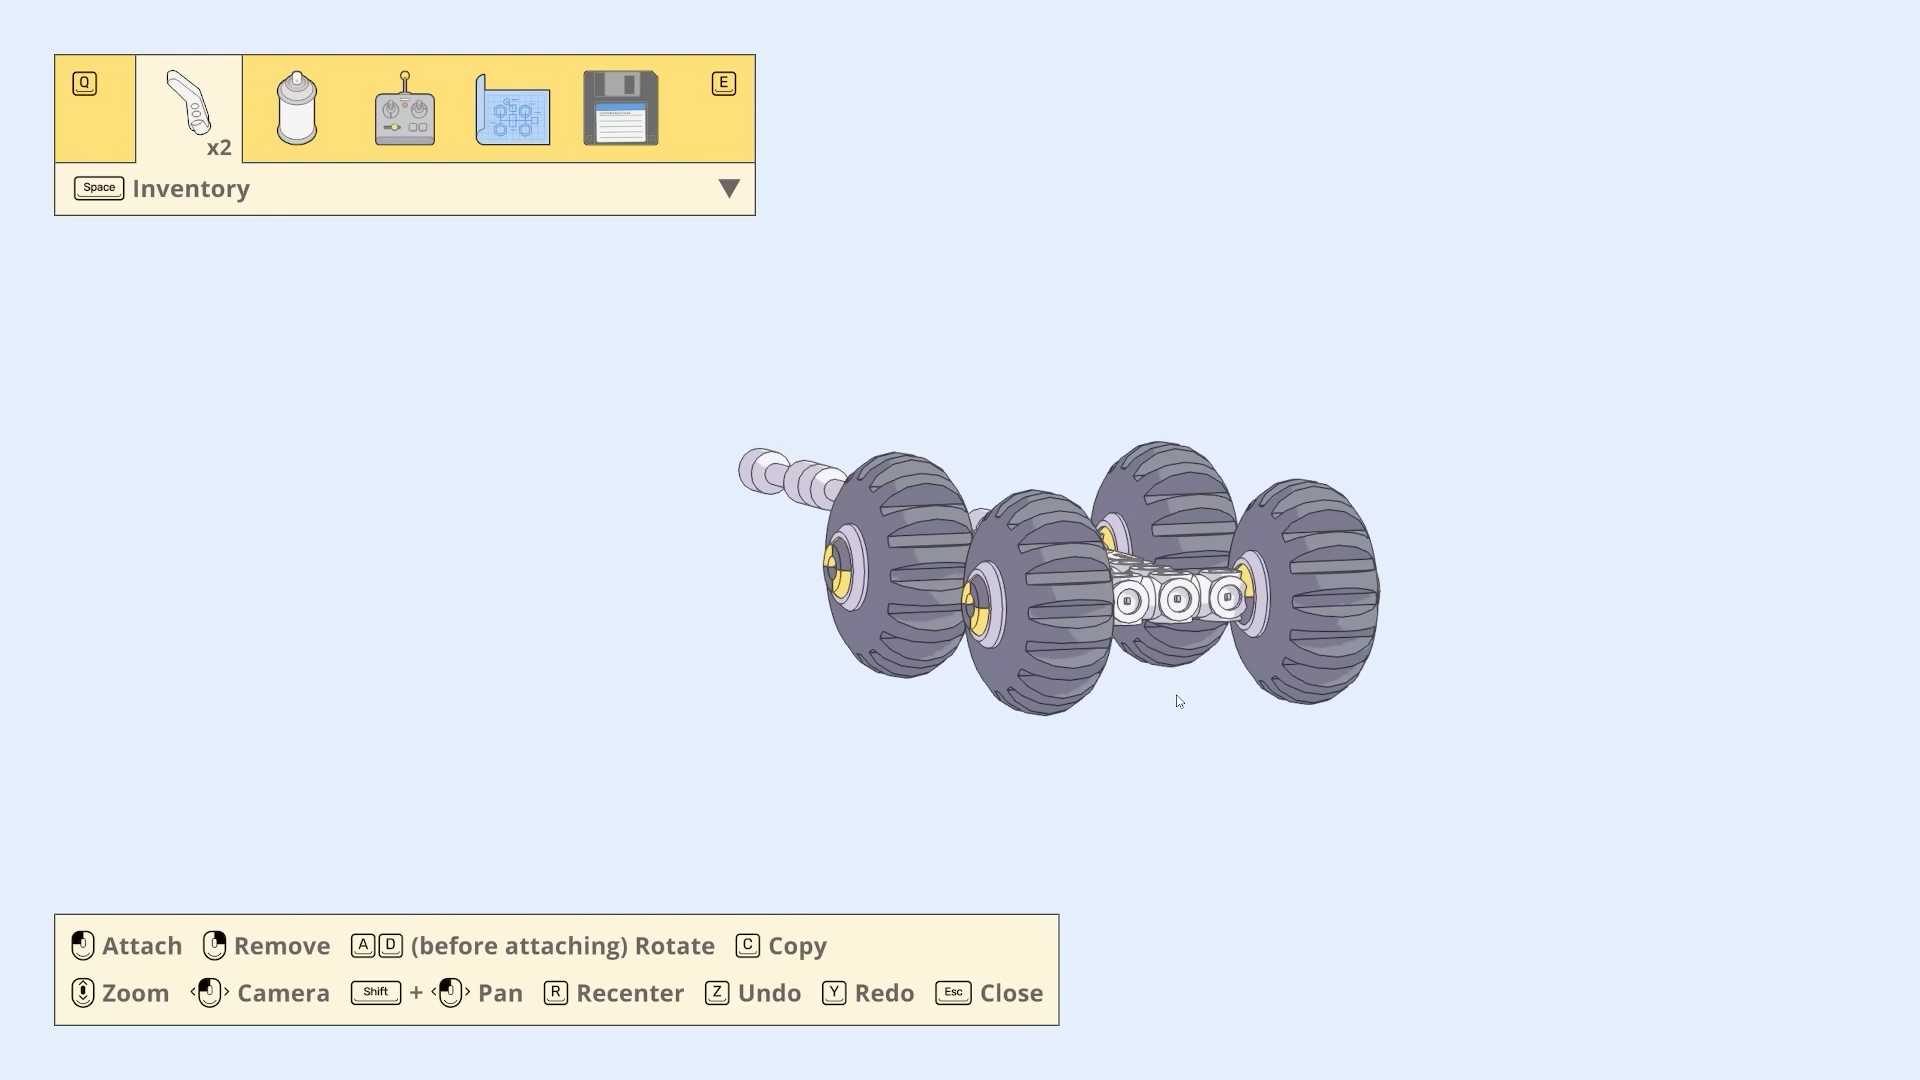 Q x2 E
Space Inventory
Attach Remove A D (before attaching) Rotate C Copy
Zoom Camera Shift + Pan R Recenter Z Undo Y Redo Esc Close